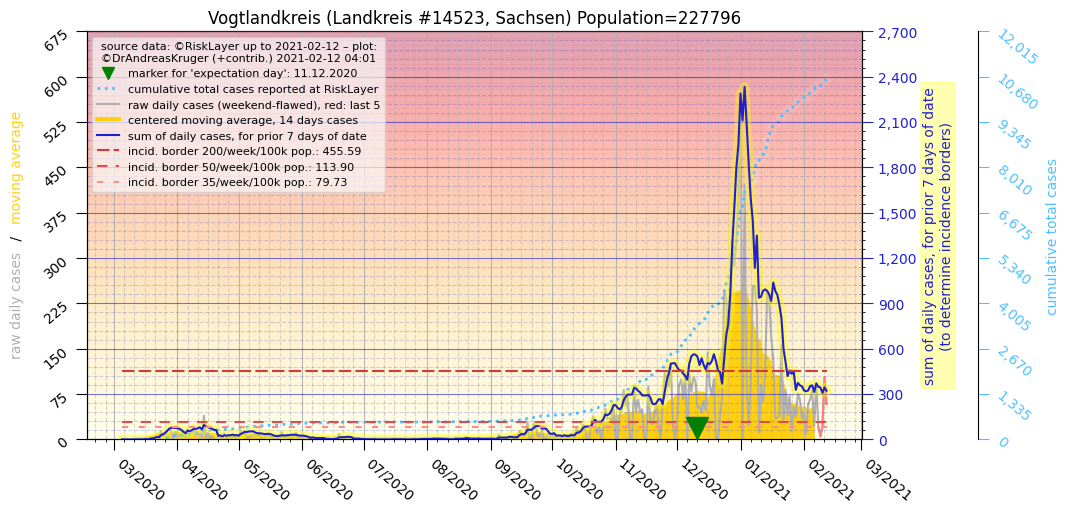 Vogtlandkreis (Landkreis #14523, Sachsen) Population=227796
source data: ©RiskLayer up to 2021-02-12 – plot:
©DrAndreasKruger (+contrib.) 2021-02-12 04:01
marker for 'expectation day': 11.12.2020
cumulative total cases reported at RiskLayer
raw daily cases (weekend-flawed), red: last 5
centered moving average, 14 days cases
sum of daily cases, for prior 7 days of date
incid. border 200/week/100k pop.: 455.59
incid. border 50/week/100k pop.: 113.90
incid. border 35/week/100k pop.: 79.73
raw daily cases / moving average
675
600
525
450
375
300
225
150
75
0
03/2020
04/2020
05/2020
06/2020
07/2020
08/2020
09/2020
10/2020
11/2020
12/2020
01/2021
02/2021
03/2021
2,700
2,400
2,100
1,800
1,500
1,200
900
600
300
0
sum of daily cases, for prior 7 days of date
(to determine incidence borders)
12,015
10,680
9,345
8,010
6,675
5,340
4,005
2,670
1,335
0
cumulative total cases